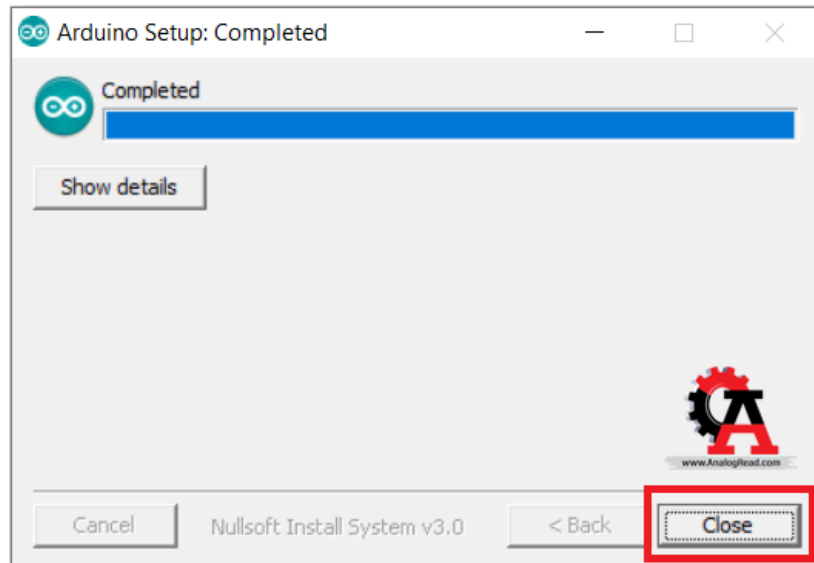 Arduino Setup: Completed
Completed
Show details
www.AnalogRead.com
Cancel
Nullsoft Install System v3.0
< Back
Close